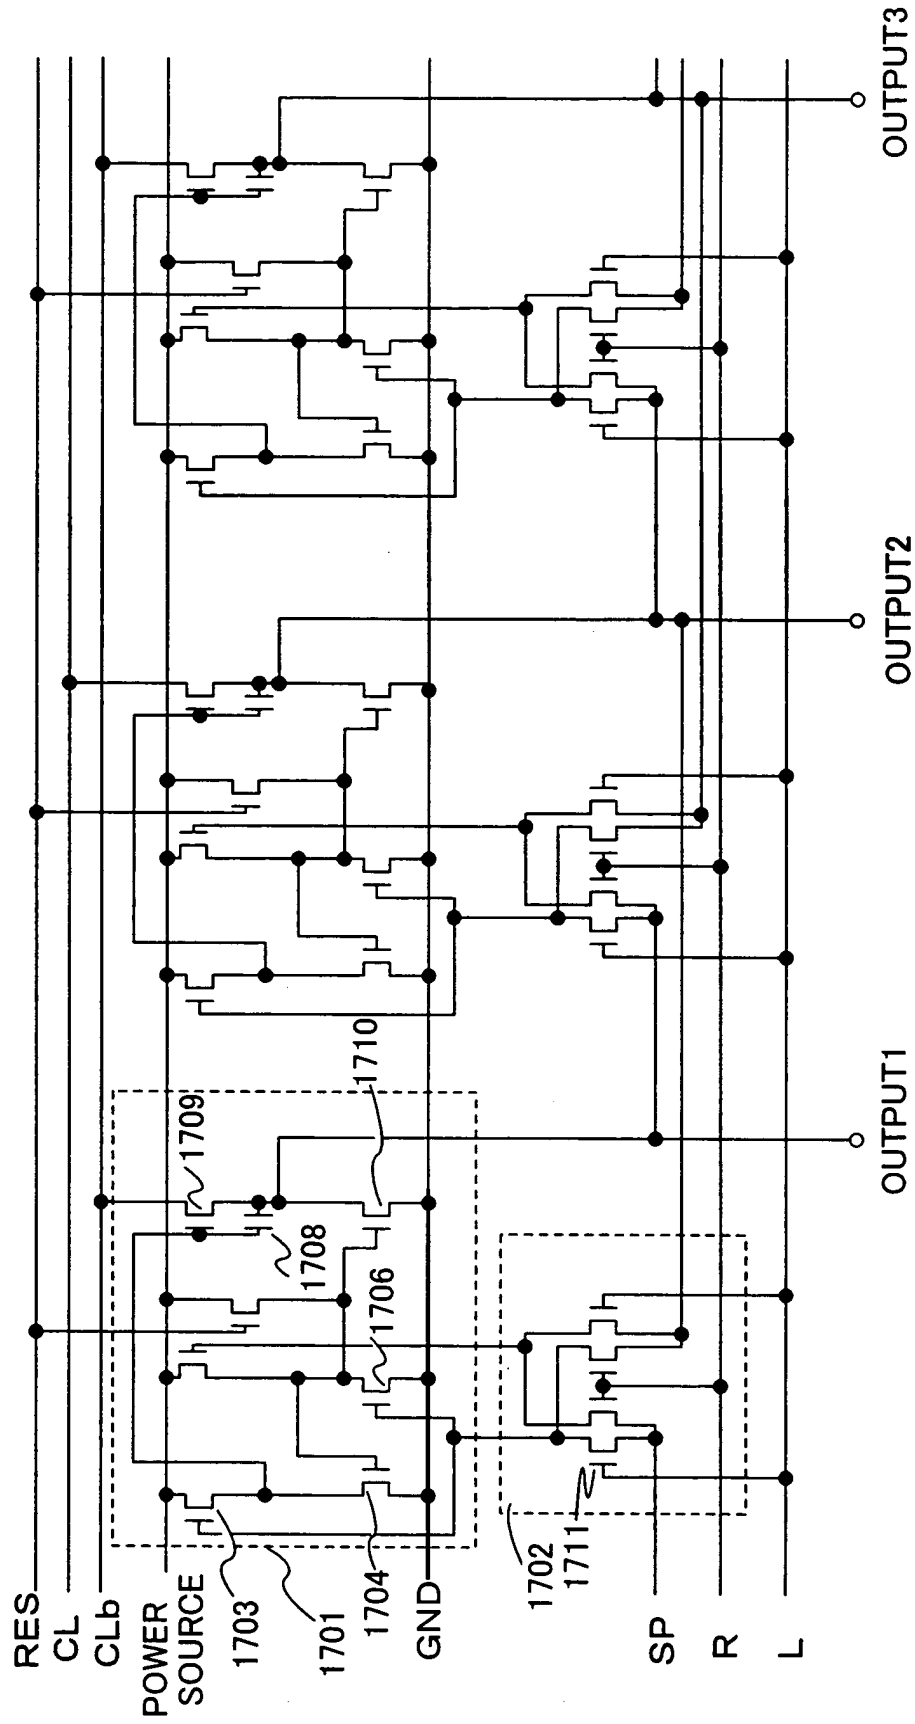 RES
CL
CLb
POWER
SOURCE
GND
SP
R
L
1703
1701
1704
1702
1711
1709
1708
1706
1710
OUTPUT1
OUTPUT2
OUTPUT3